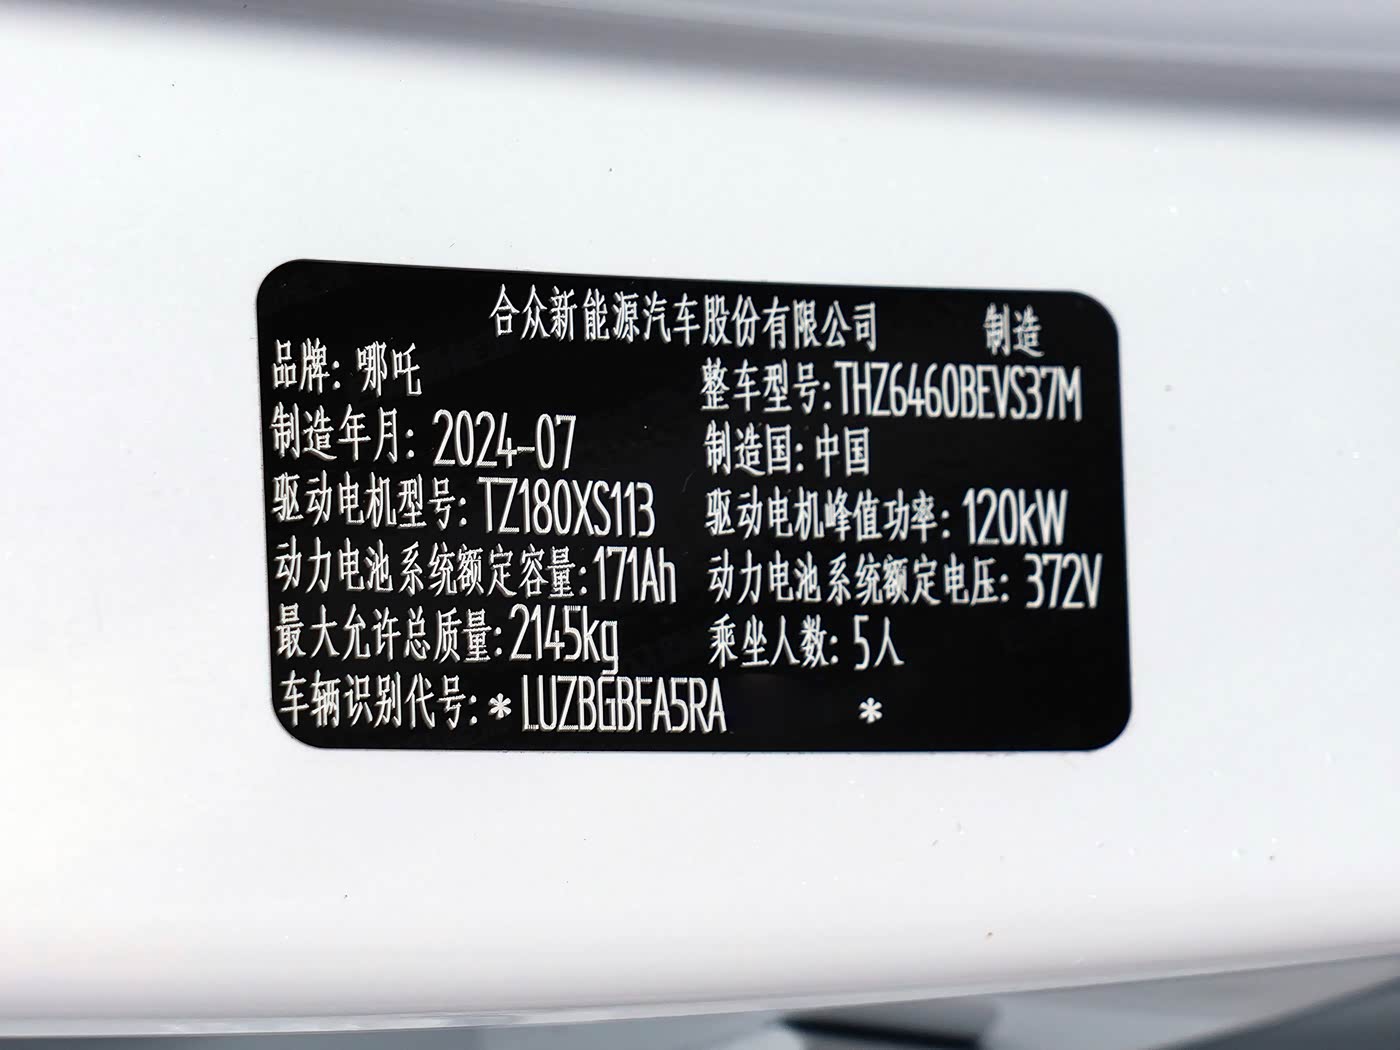 合众新能源汽车股份有限公司 制造
品牌: 哪吒 整车型号:THZ6460BEVS37M
制造年月: 2024-07 制造国: 中国
驱动电机型号: TZ180XS113 驱动电机峰值功率: 120kW
动力电池系统额定容量:171Ah 动力电池系统额定电压: 372V
最大允许总质量:2145kg 乘坐人数: 5人
车辆识别代号:*LUZBGBFA5RA *